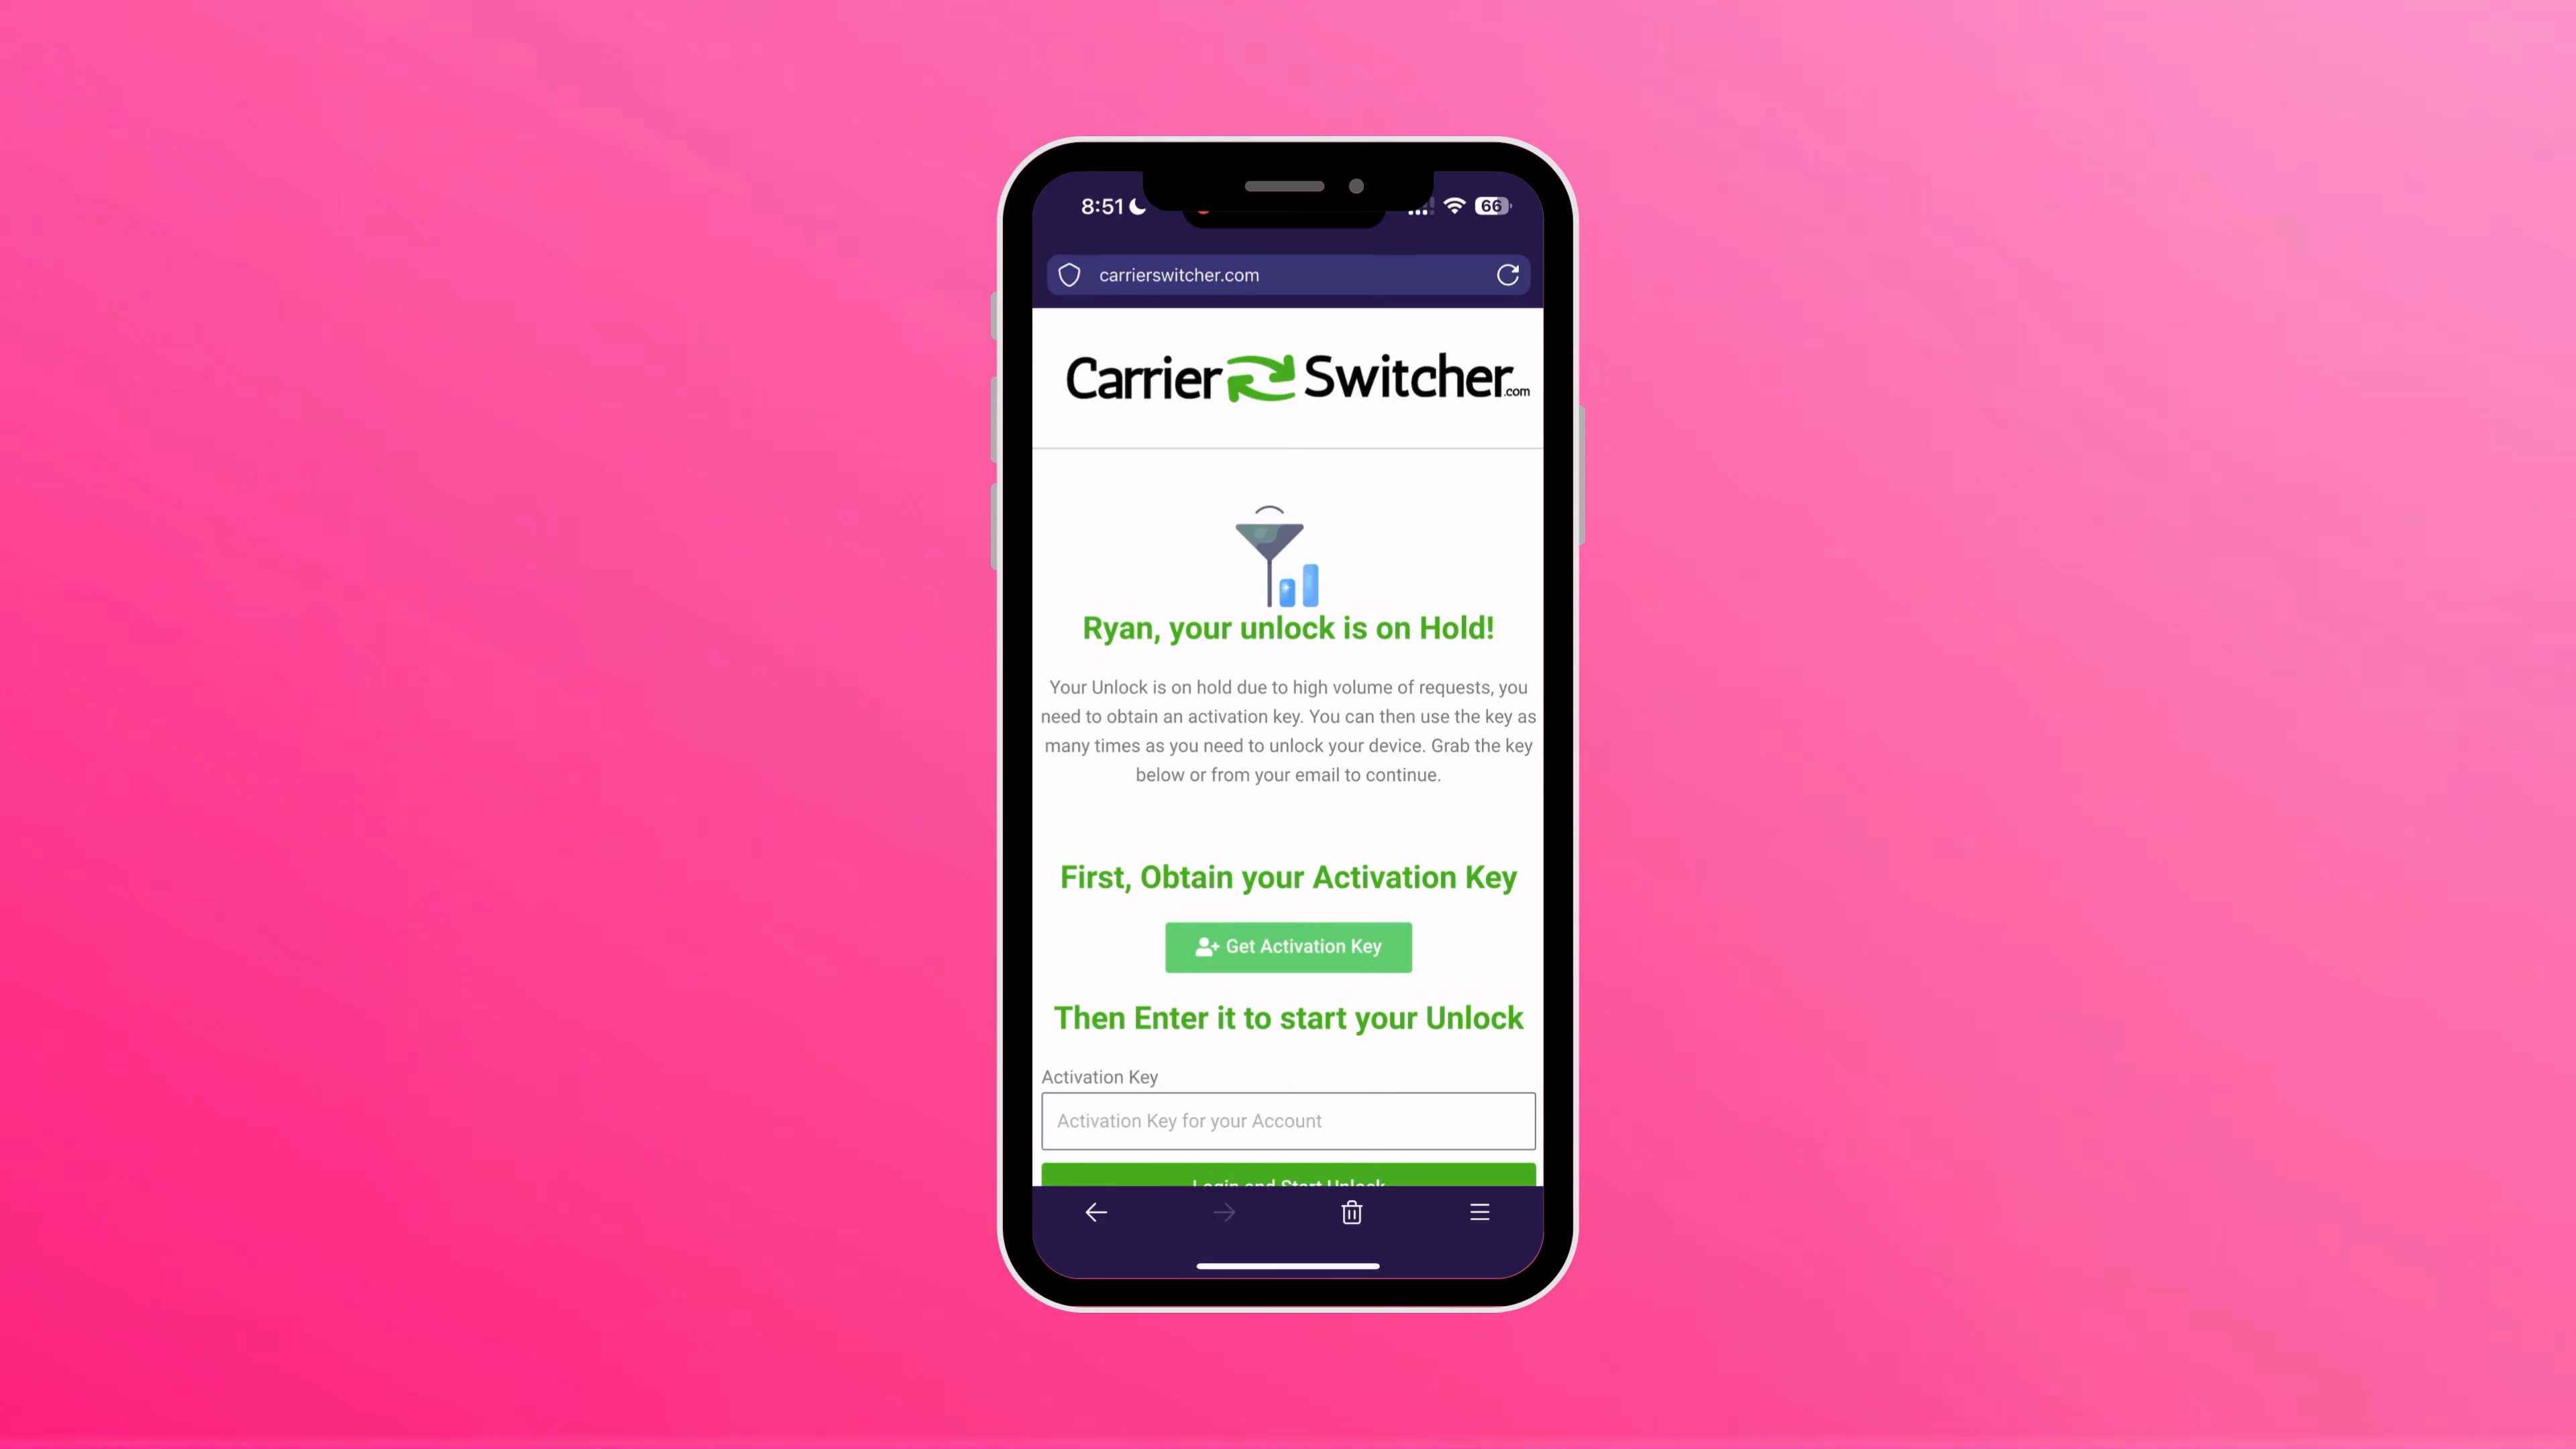 8:51
66
carrierswitcher.com
Carrier Switcher.com
Ryan, your unlock is on Hold!
Your Unlock is on hold due to high volume of requests, you
need to obtain an activation key. You can then use the key as
many times as you need to unlock your device. Grab the key
below or from your email to continue.
First, Obtain your Activation Key
Get Activation Key
Then Enter it to start your Unlock
Activation Key
Activation Key for your Account
Login and Start Unlock